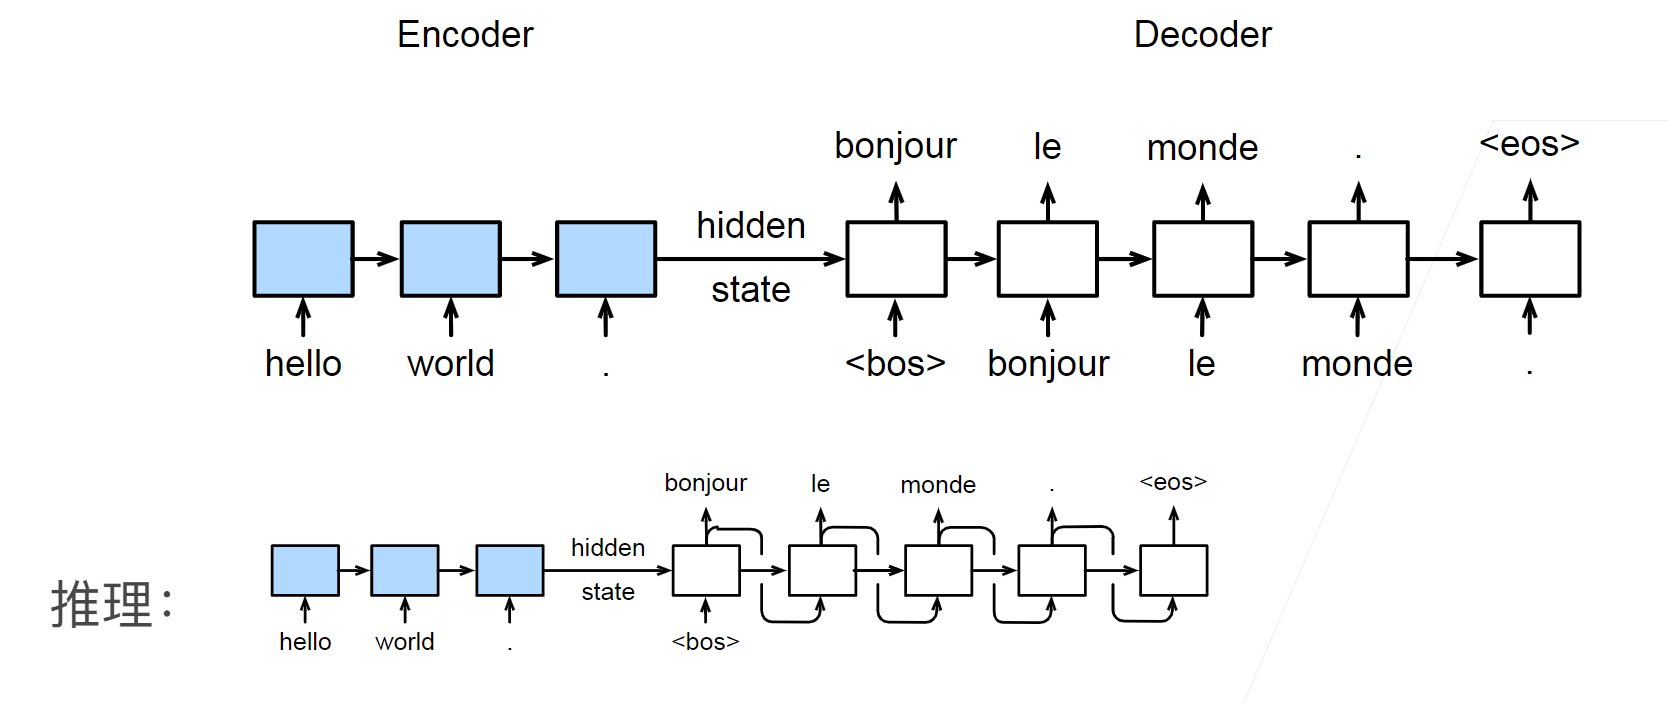 Encoder Decoder
bonjour le monde . <eos>
hidden
state
hello world . <bos> bonjour le monde .
bonjour le monde . <eos>
hidden
state
推理：
hello world . <bos>